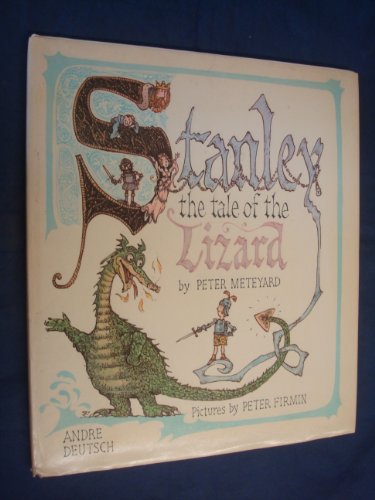 Stanley
the tale of the
Lizard
by PETER METEYARD
Pictures by PETER FIRMIN
ANDRE
DEUTSCH